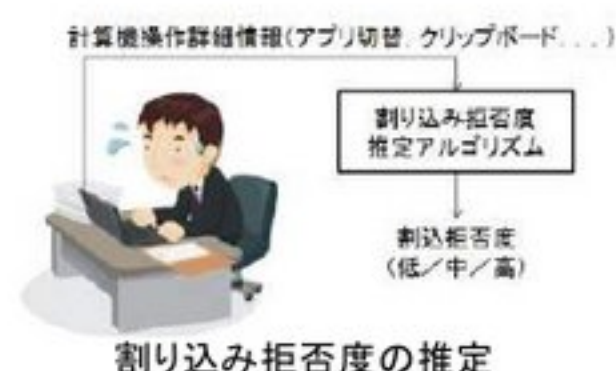 計算機操作詳細情報(アプリ切替, クリップボード...)
割り込み拒否度
推定アルゴリズム
割込拒否度
(低/中/高)
割り込み拒否度の推定